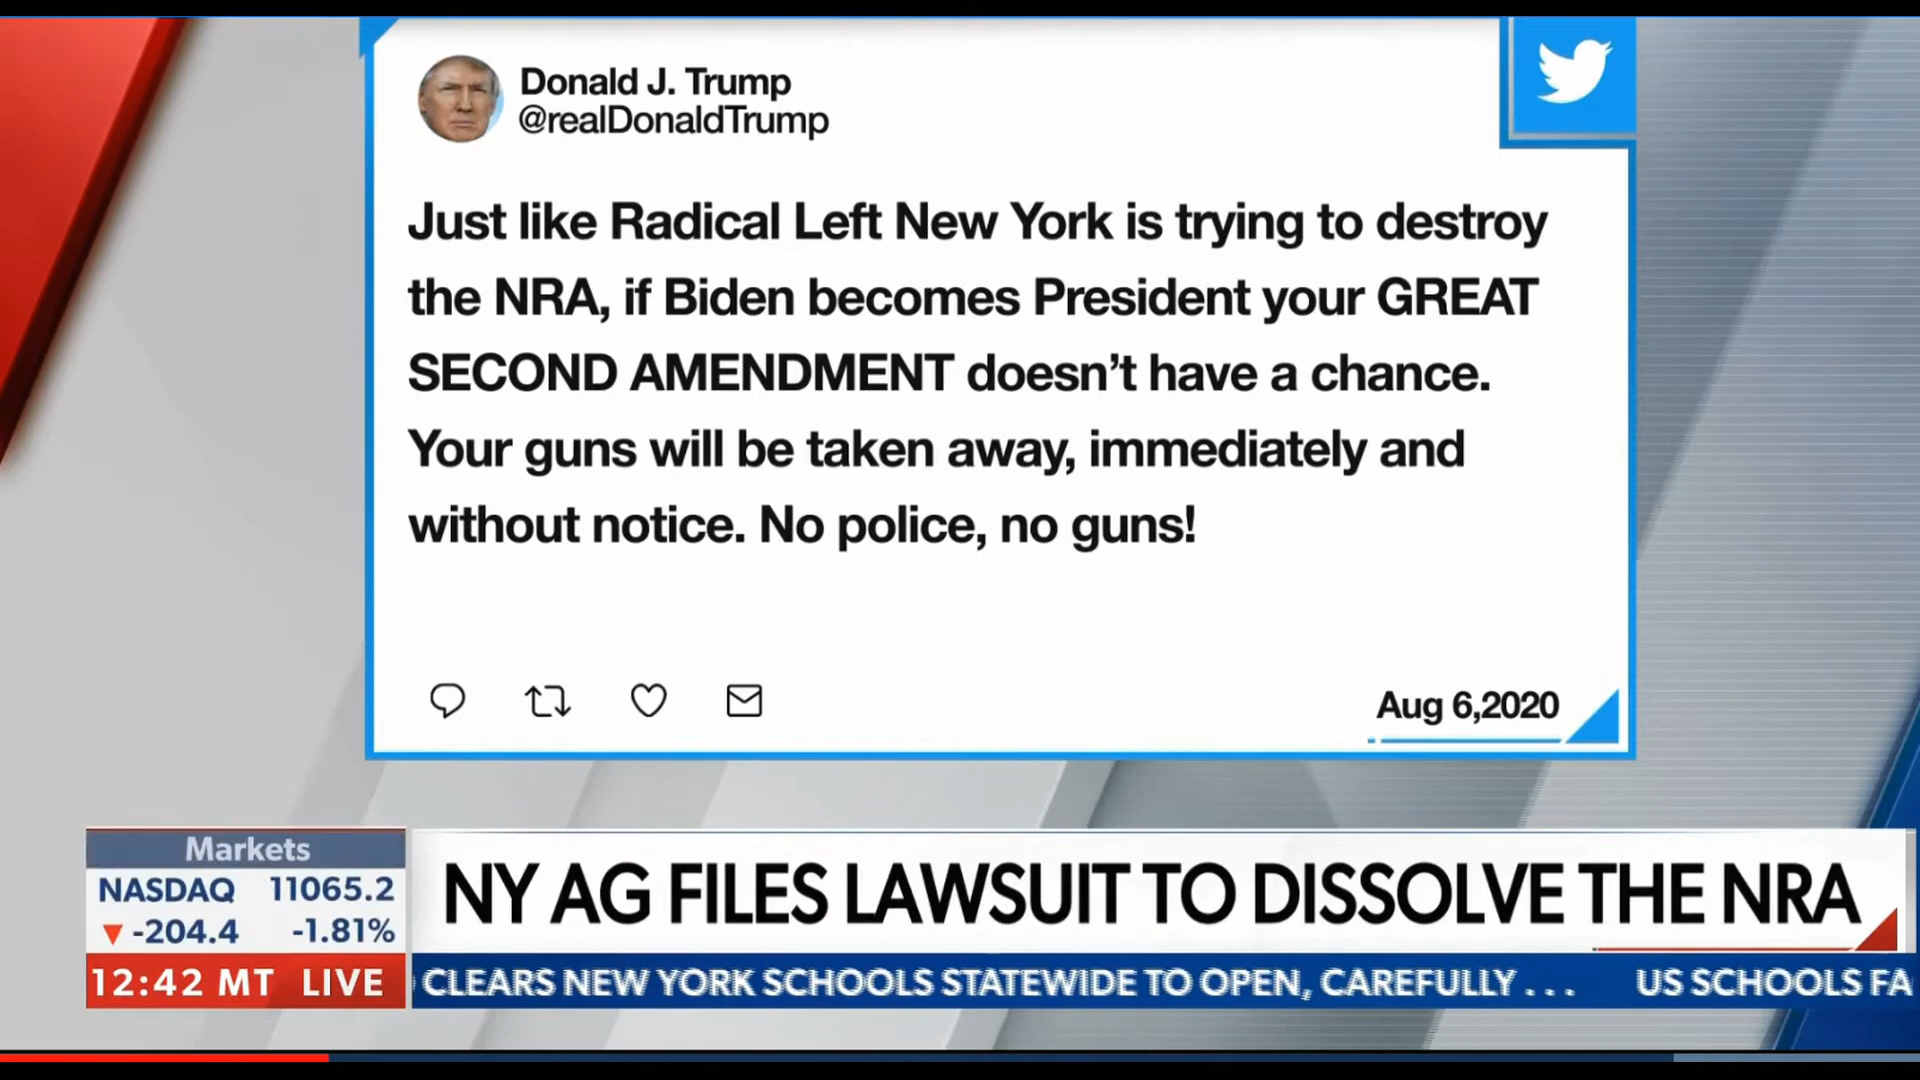 Donald J. Trump
@realDonaldTrump
Just like Radical Left New York is trying to destroy
the NRA, if Biden becomes President your GREAT
SECOND AMENDMENT doesn't have a chance.
Your guns will be taken away, immediately and
without notice. No police, no guns!
Aug 6,2020
Markets
NASDAQ 11065.2
▼ -204.4 -1.81%
12:42 MT LIVE
NY AG FILES LAWSUIT TO DISSOLVE THE NRA
CLEARS NEW YORK SCHOOLS STATEWIDE TO OPEN, CAREFULLY . . . US SCHOOLS FA